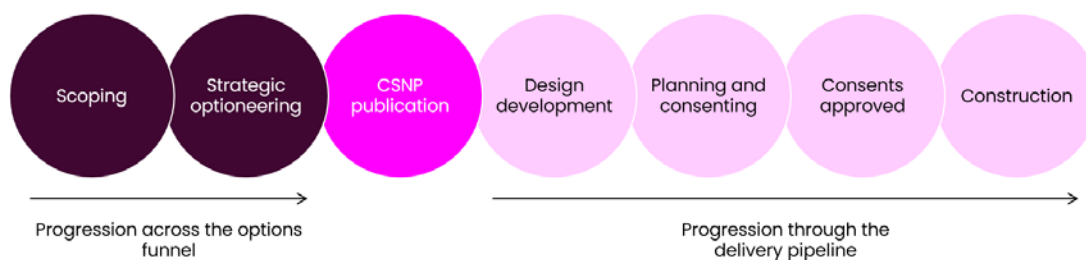 Scoping
Strategic
optioneering
CSNP
publication
Design
development
Planning and
consenting
Consents
approved
Construction
Progression across the options
funnel
Progression through the
delivery pipeline